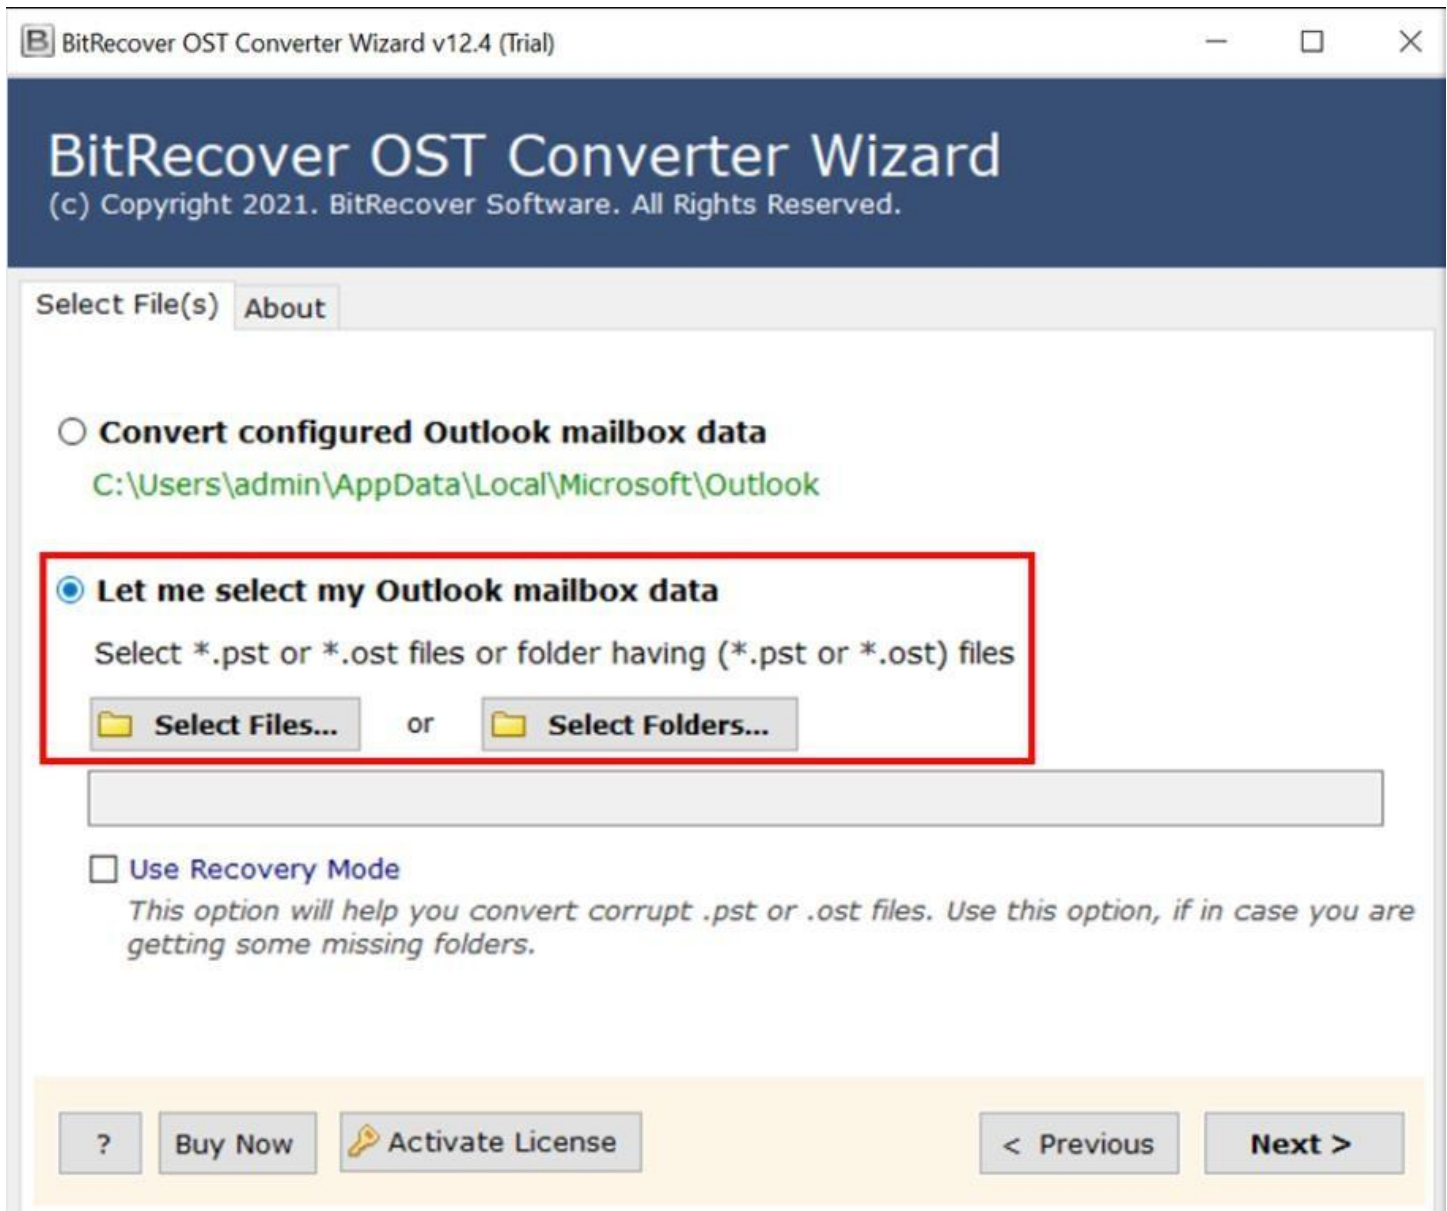 BitRecover OST Converter Wizard v12.4 (Trial)
BitRecover OST Converter Wizard
(c) Copyright 2021. BitRecover Software. All Rights Reserved.
Select File(s) About
Convert configured Outlook mailbox data
C:\Users\admin\AppData\Local\Microsoft\Outlook
Let me select my Outlook mailbox data
Select *.pst or *.ost files or folder having (*.pst or *.ost) files
Select Files... or Select Folders...
Use Recovery Mode
This option will help you convert corrupt .pst or .ost files. Use this option, if in case you are
getting some missing folders.
? Buy Now Activate License < Previous Next >